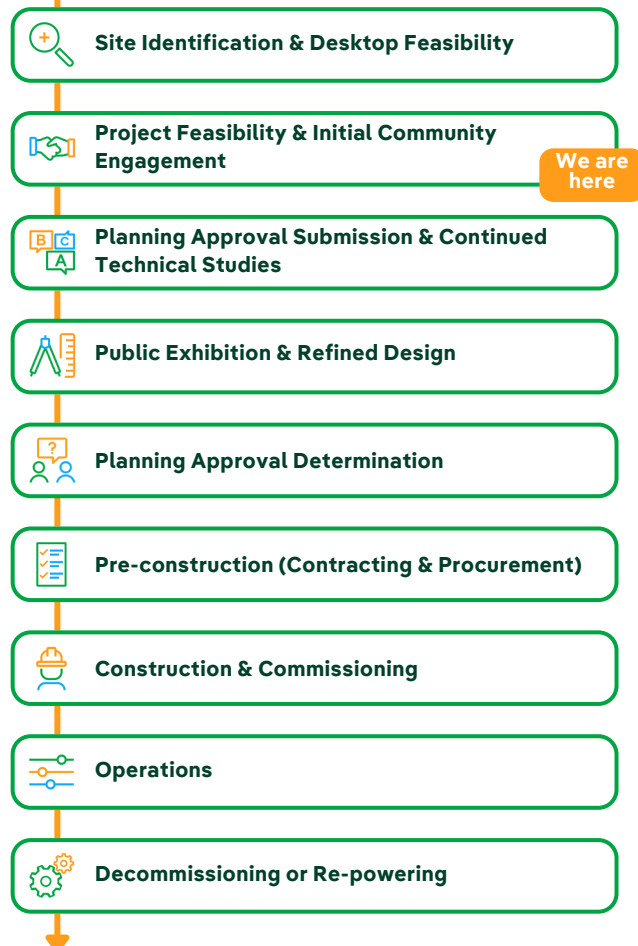 Site Identification & Desktop Feasibility
Project Feasibility & Initial Community
Engagement
We are
here
Planning Approval Submission & Continued
Technical Studies
B
C
A
Public Exhibition & Refined Design
?
Planning Approval Determination
Pre-construction (Contracting & Procurement)
Construction & Commissioning
Operations
Decommissioning or Re-powering